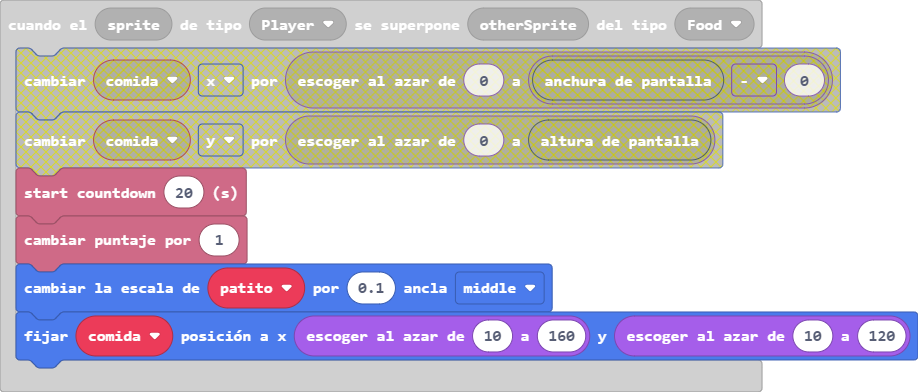 cuando el sprite de tipo Player se superpone otherSprite del tipo Food
cambiar comida x por escoger al azar de 0 a anchura de pantalla - 0
cambiar comida y por escoger al azar de 0 a altura de pantalla
start countdown 20 (s)
cambiar puntaje por 1
cambiar la escala de patito por 0.1 ancla middle
fijar comida posición a x escoger al azar de 10 a 160 y escoger al azar de 10 a 120